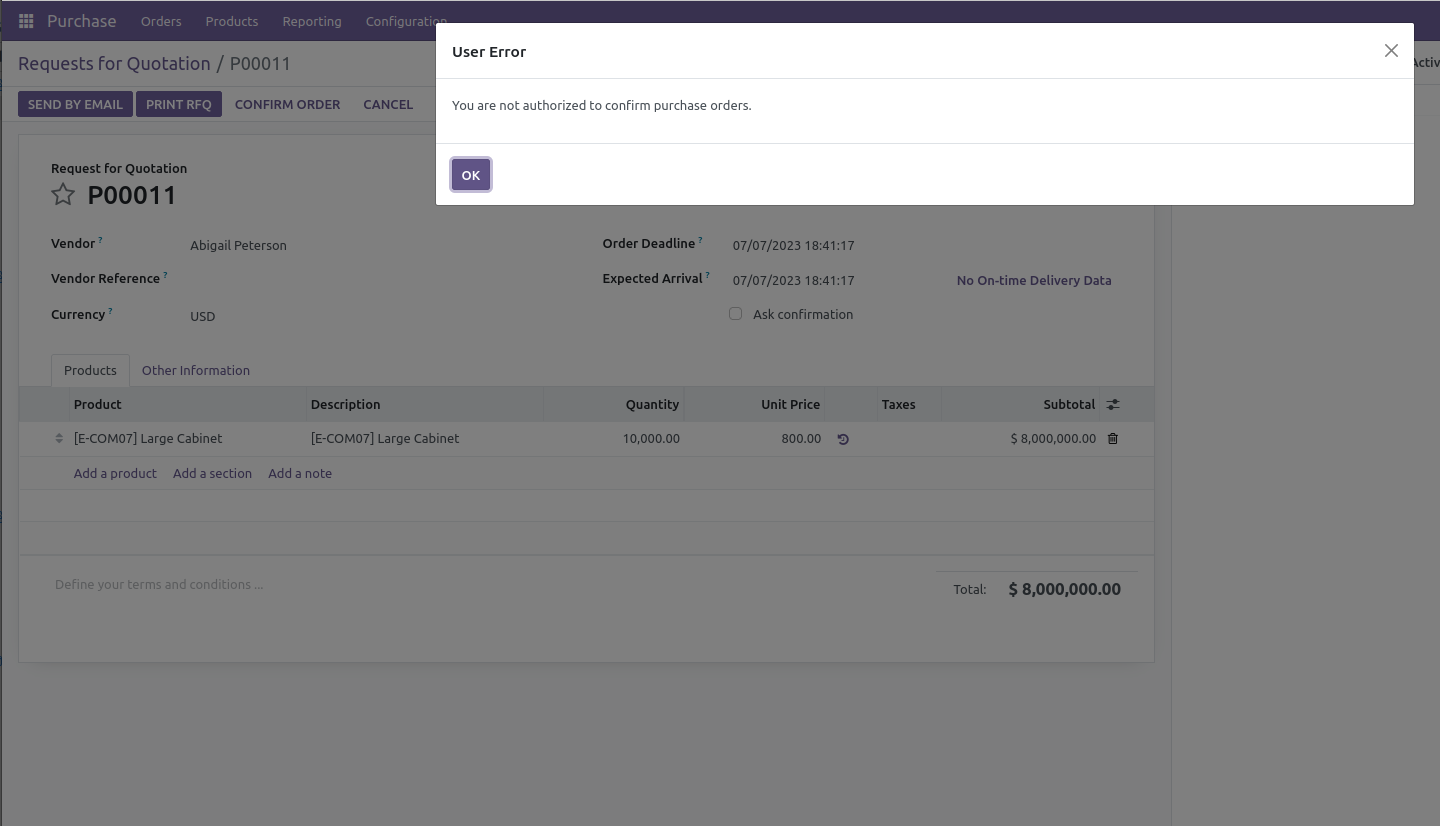 Purchase Orders Products Reporting Configuration
User Error
You are not authorized to confirm purchase orders.
OK
Requests for Quotation / P00011
SEND BY EMAIL PRINT RFQ CONFIRM ORDER CANCEL
Request for Quotation
P00011
Vendor ? Abigail Peterson Order Deadline ? 07/07/2023 18:41:17
Vendor Reference ? Expected Arrival ? 07/07/2023 18:41:17 No On-time Delivery Data
Currency ? USD Ask confirmation
Products Other Information
Product Description Quantity Unit Price Taxes Subtotal
[E-COM07] Large Cabinet [E-COM07] Large Cabinet 10,000.00 800.00 $ 8,000,000.00
Add a product Add a section Add a note
Define your terms and conditions ... Total: $ 8,000,000.00